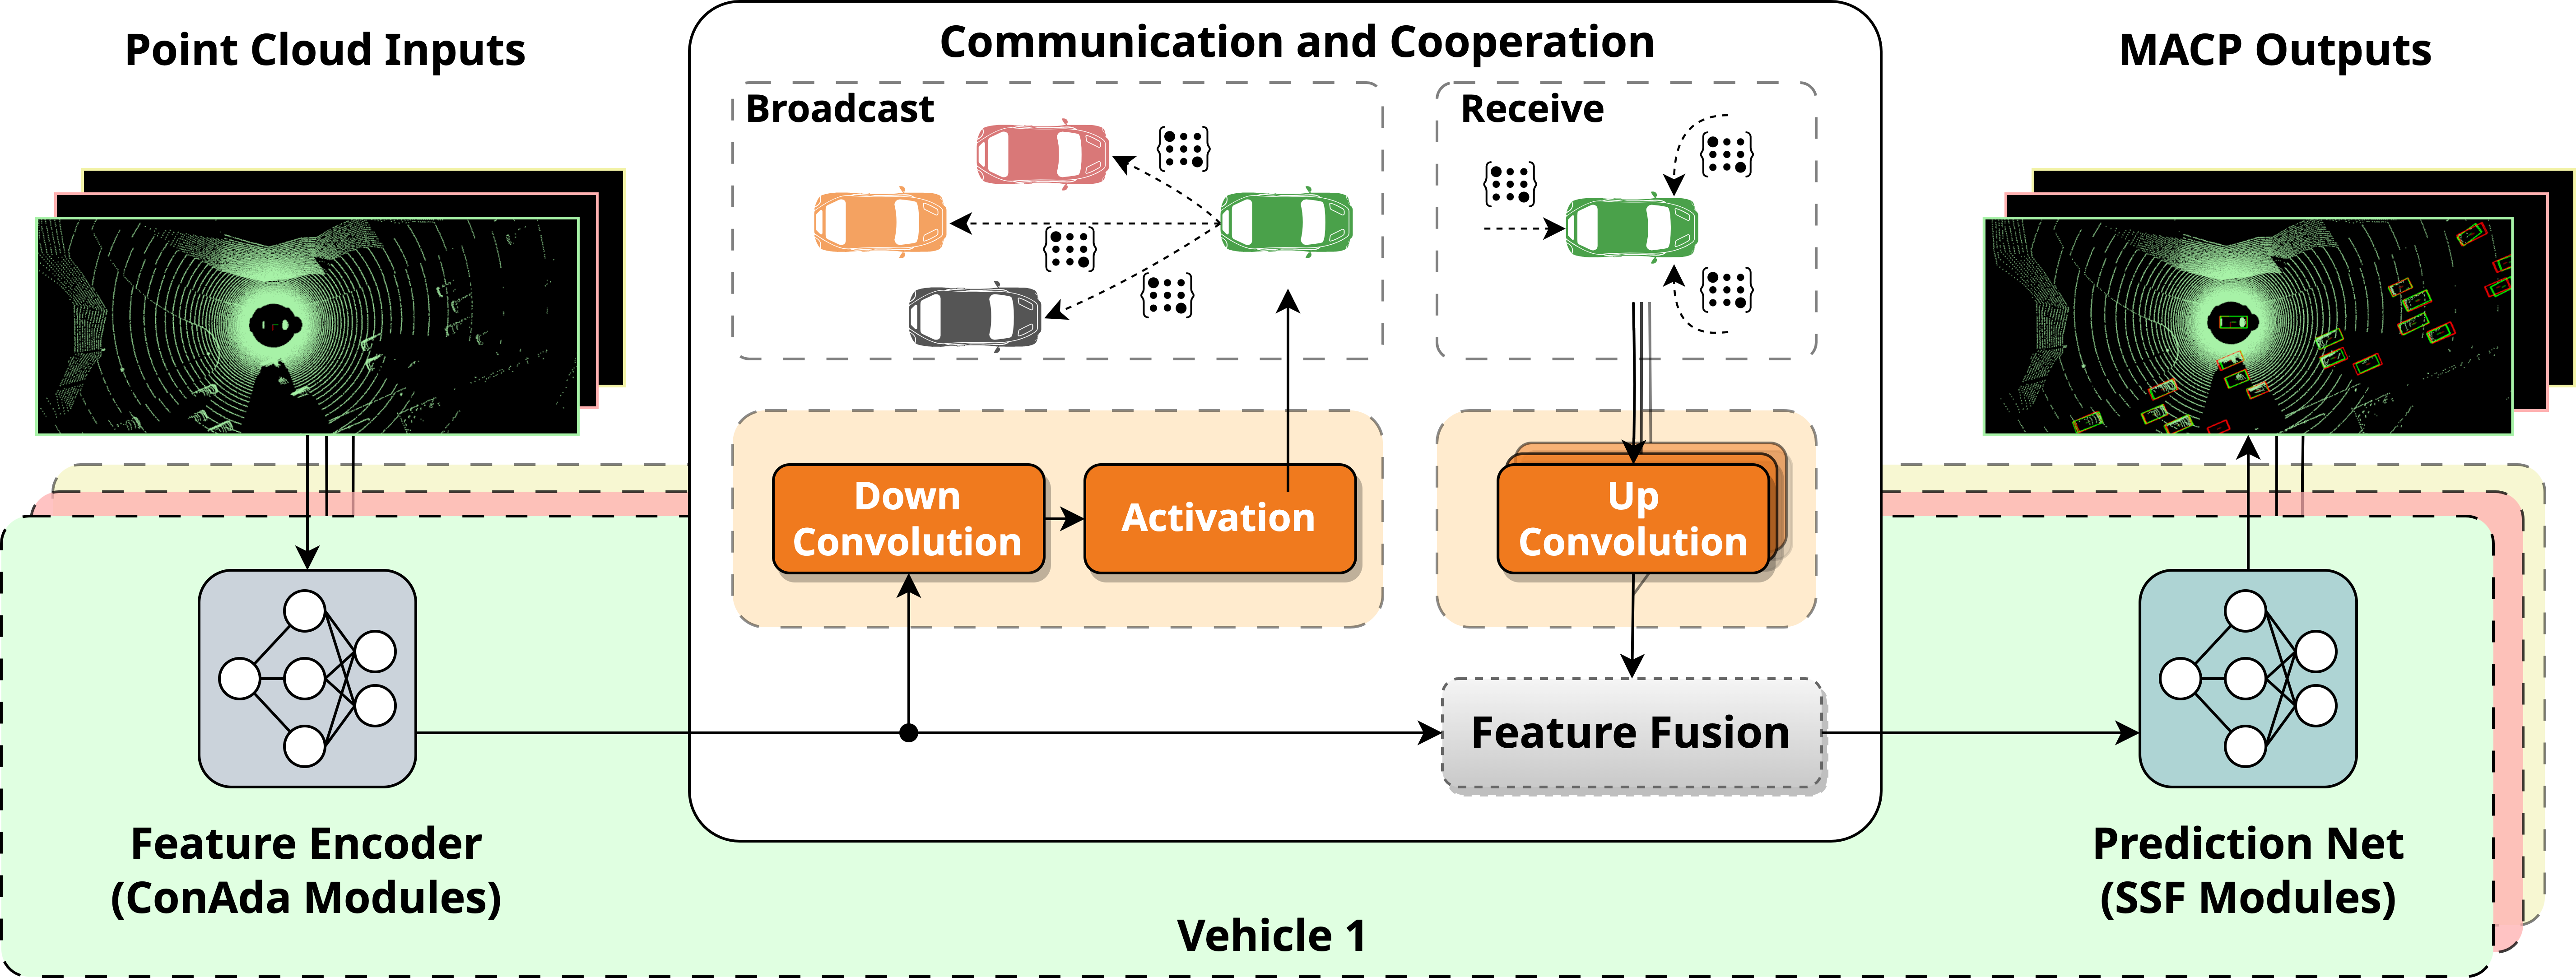 Point Cloud Inputs
Communication and Cooperation
MACP Outputs
Broadcast
Receive
Down
Convolution
Activation
Up
Convolution
Feature Fusion
Feature Encoder
(ConAda Modules)
Prediction Net
(SSF Modules)
Vehicle 1